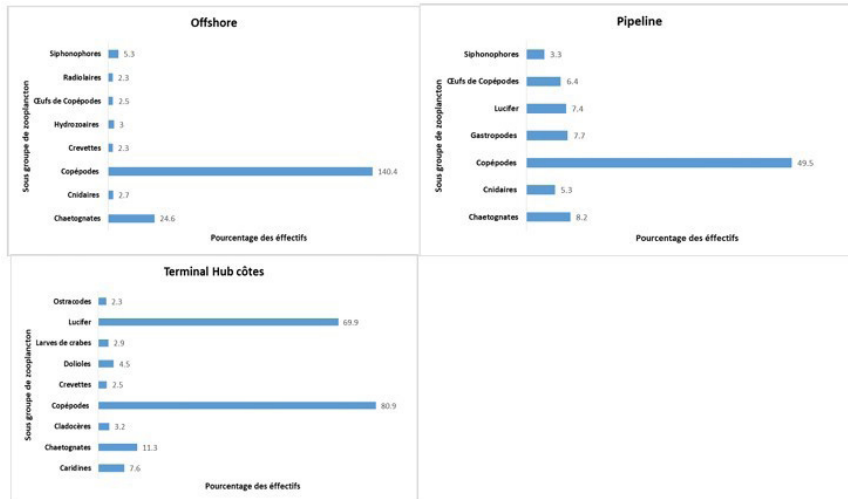 Offshore
Sous groupe de zooplancton
Siphonophores 5.3
Radiolaires 2.3
Œufs de Copépodes 2.5
Hydrozoaires 3
Crevettes 2.3
Copépodes 140.4
Cnidaires 2.7
Chaetognates 24.6
Pourcentage des éffectifs
Pipeline
Sous groupe de zooplancton
Siphonophores 3.3
Œufs de Copépodes 6.4
Lucifer 7.4
Gastropodes 7.7
Copépodes 49.5
Cnidaires 5.3
Chaetognates 8.2
Pourcentage des éffectifs
Terminal Hub côtes
Sous groupe de zooplancton
Ostracodes 2.3
Lucifer 69.9
Larves de crabes 2.9
Dolioles 4.5
Crevettes 2.5
Copépodes 80.9
Cladocères 3.2
Chaetognates 11.3
Caridines 7.6
Pourcentage des éffectifs